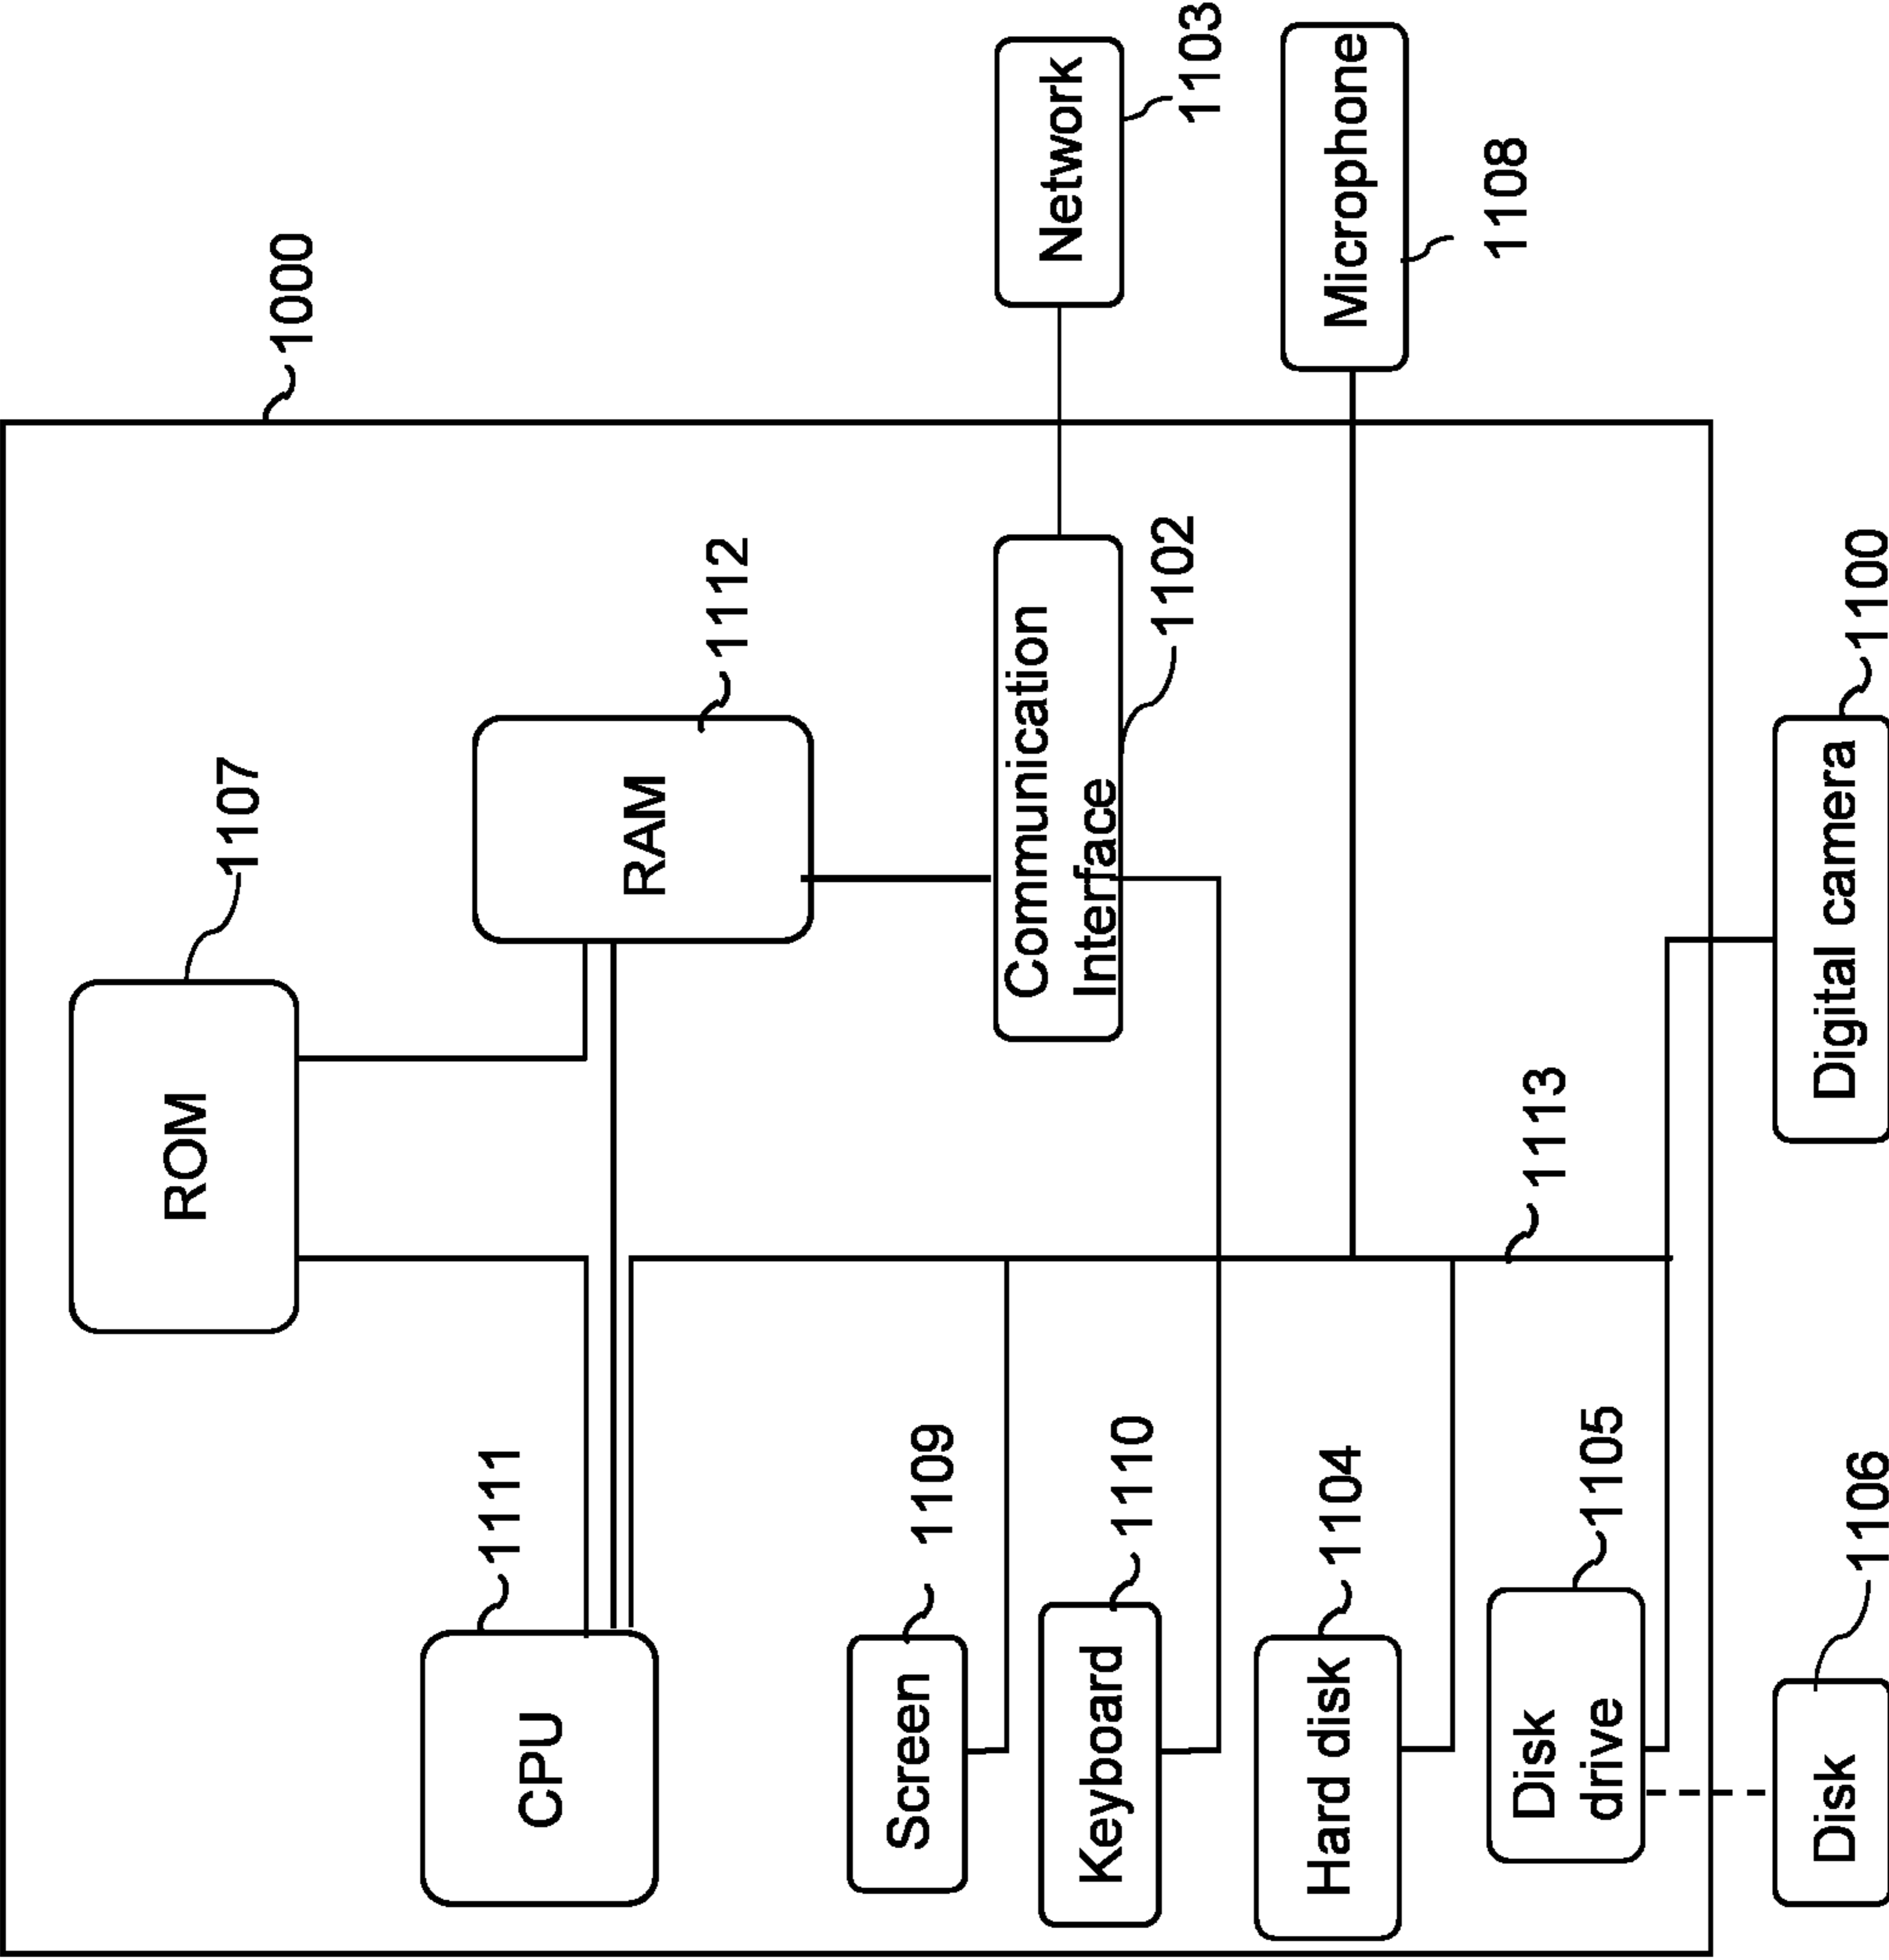 1000
ROM
1107
CPU
1111
RAM
1112
Screen
1109
Keyboard
1110
Communication
Interface
1102
Network
1103
Hard disk
1104
Microphone
1108
Disk
drive
1105
1113
Disk
1106
Digital camera
1100